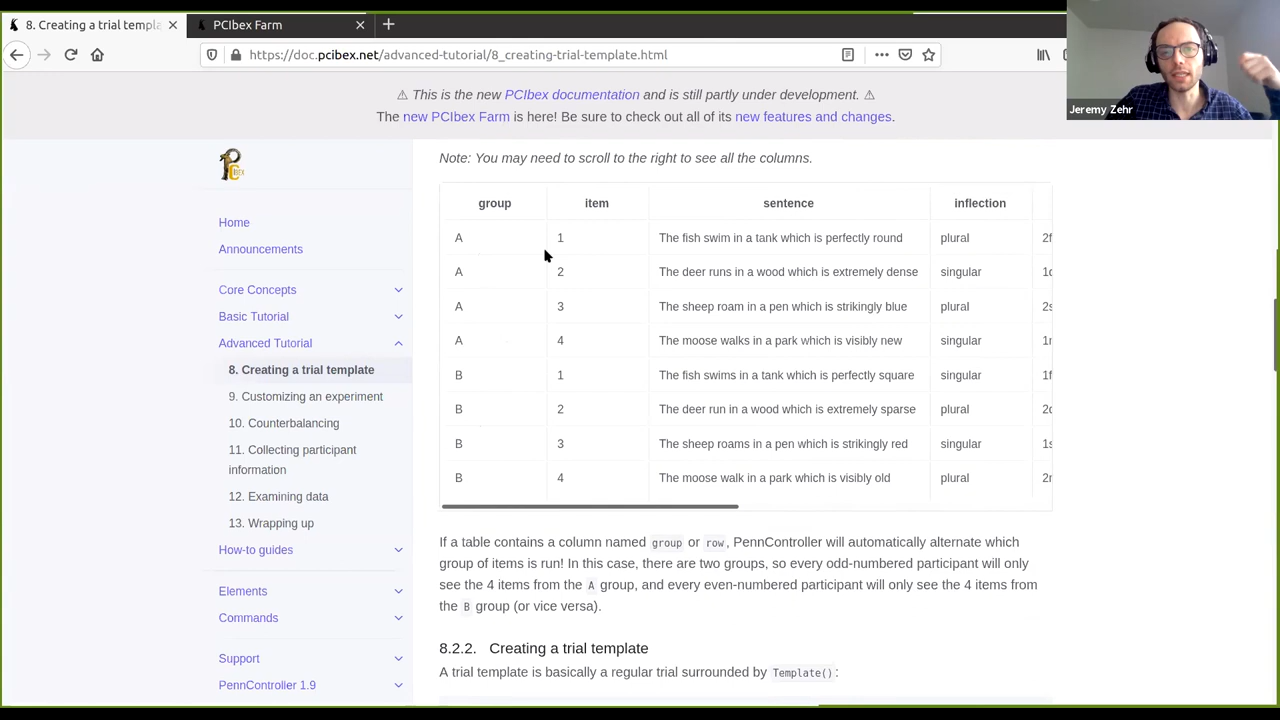 8. Creating a trial templa
PCIbex Farm
https://doc.pcibex.net/advanced-tutorial/8_creating-trial-template.html
Jeremy Zehr
⚠ This is the new PCIbex documentation and is still partly under development. ⚠
The new PCIbex Farm is here! Be sure to check out all of its new features and changes.
Home
Announcements
Core Concepts
Basic Tutorial
Advanced Tutorial
8. Creating a trial template
9. Customizing an experiment
10. Counterbalancing
11. Collecting participant
information
12. Examining data
13. Wrapping up
How-to guides
Elements
Commands
Support
PennController 1.9
Note: You may need to scroll to the right to see all the columns.
group item sentence inflection
A 1 The fish swim in a tank which is perfectly round plural 2f
A 2 The deer runs in a wood which is extremely dense singular
A 3 The sheep roam in a pen which is strikingly blue plural 2s
A 4 The moose walks in a park which is visibly new singular
B 1 The fish swims in a tank which is perfectly square singular 1f
B 2 The deer run in a wood which is extremely sparse plural
B 3 The sheep roams in a pen which is strikingly red singular 1s
B 4 The moose walk in a park which is visibly old plural
If a table contains a column named group or row, PennController will automatically alternate which
group of items is run! In this case, there are two groups, so every odd-numbered participant will only
see the 4 items from the A group, and every even-numbered participant will only see the 4 items from
the B group (or vice versa).
8.2.2. Creating a trial template
A trial template is basically a regular trial surrounded by Template():